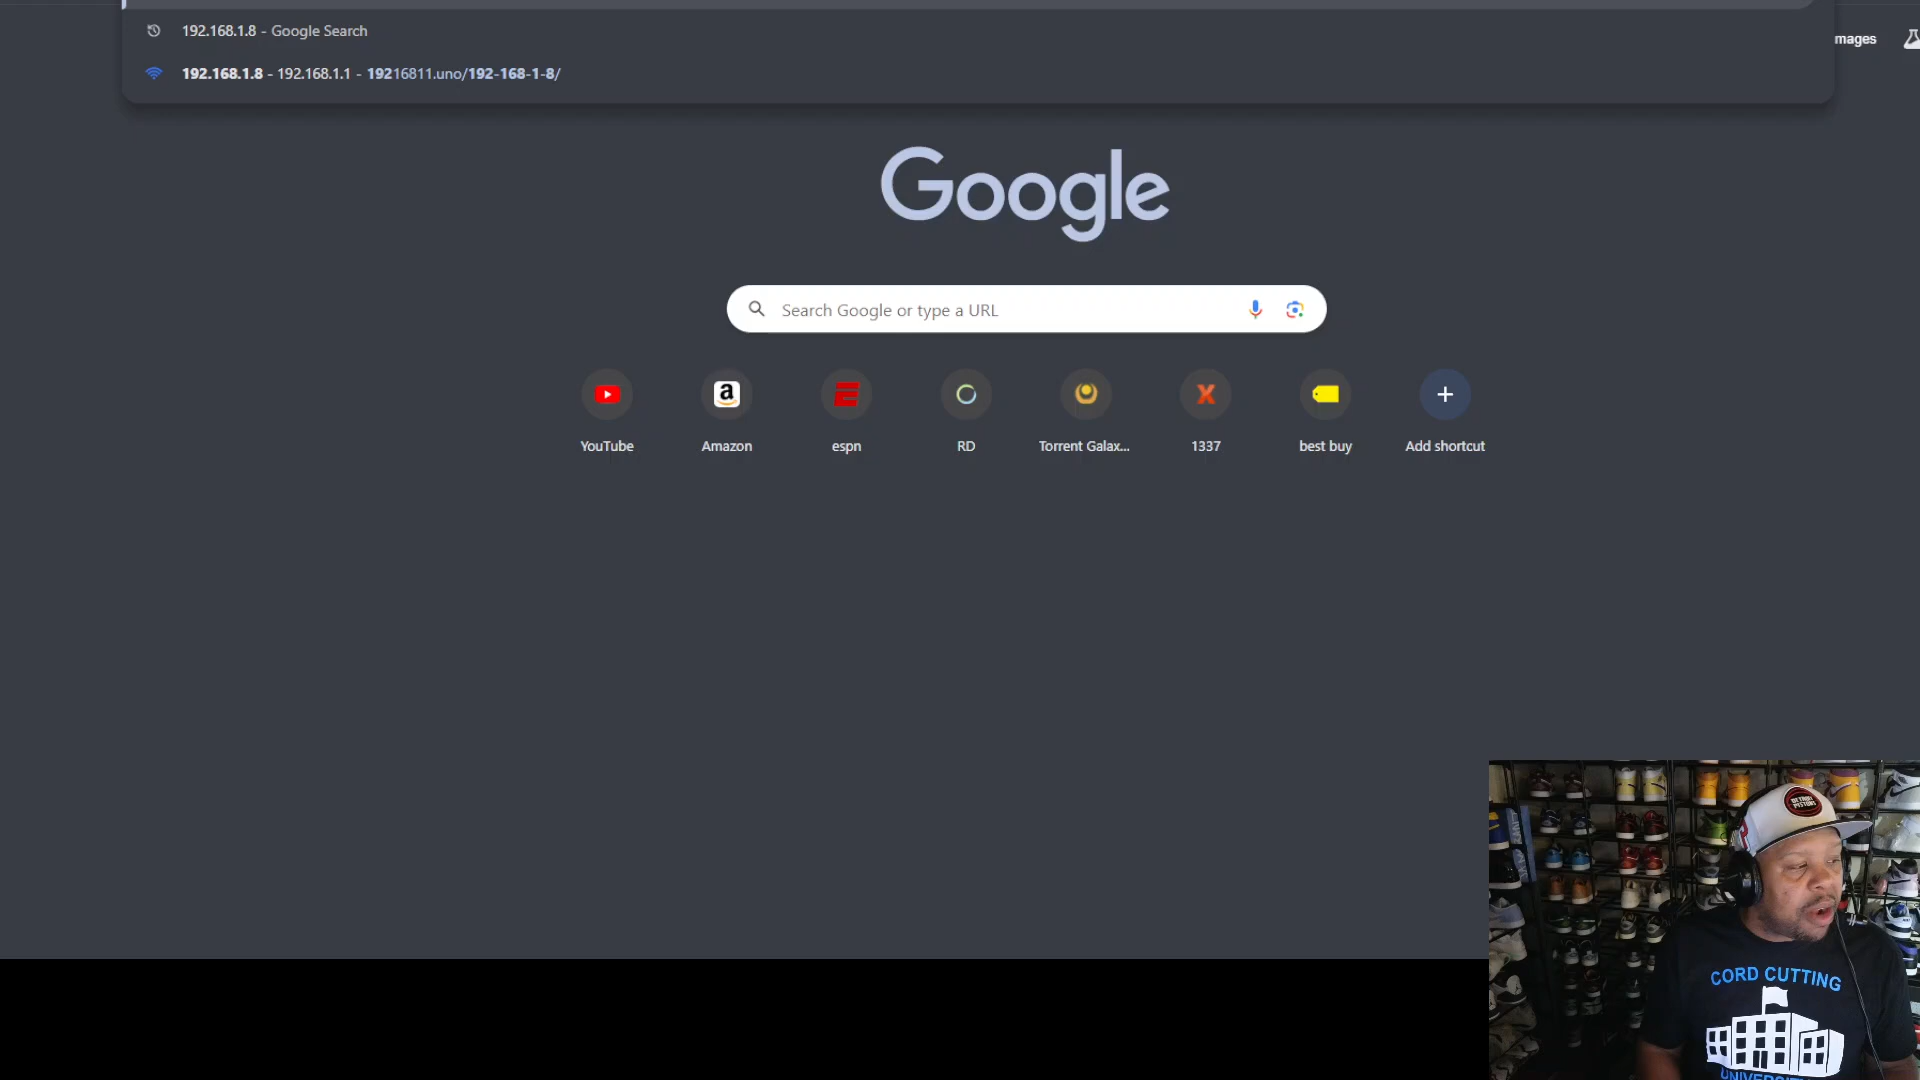 192.168.1.8 - Google Search
192.168.1.8 - 192.168.1.1 - 19216811.uno/192-168-1-8/
mages
Google
Search Google or type a URL
YouTube
Amazon
espn
RD
Torrent Galax...
1337
best buy
Add shortcut
DETROIT
PISTONS
CORD CUTTING